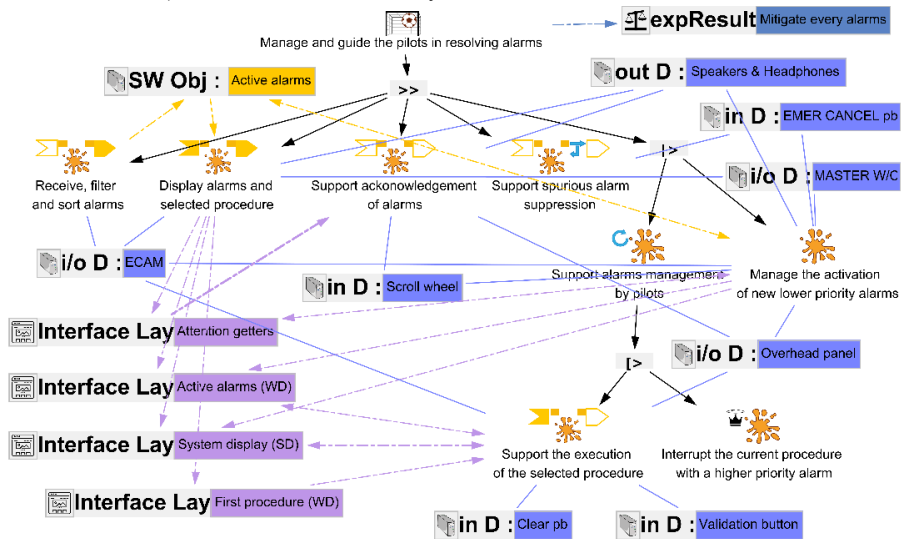 Manage and guide the pilots in resolving alarms
expResult Mitigate every alarms
SW Obj : Active alarms
>>
out D : Speakers & Headphones
in D : EMER CANCEL pb
|>
i/o D : MASTER W/C
Receive, filter
and sort alarms
Display alarms and
selected procedure
Support ackonowledgement
of alarms
Support spurious alarm
suppression
i/o D : ECAM
in D : Scroll wheel
Support alarms management
by pilots
Manage the activation
of new lower priority alarms
Interface Lay Attention getters
i/o D : Overhead panel
[>
Interface Lay Active alarms (WD)
Interface Lay System display (SD)
Support the execution
of the selected procedure
Interrupt the current procedure
with a higher priority alarm
Interface Lay First procedure (WD)
in D : Clear pb
in D : Validation button